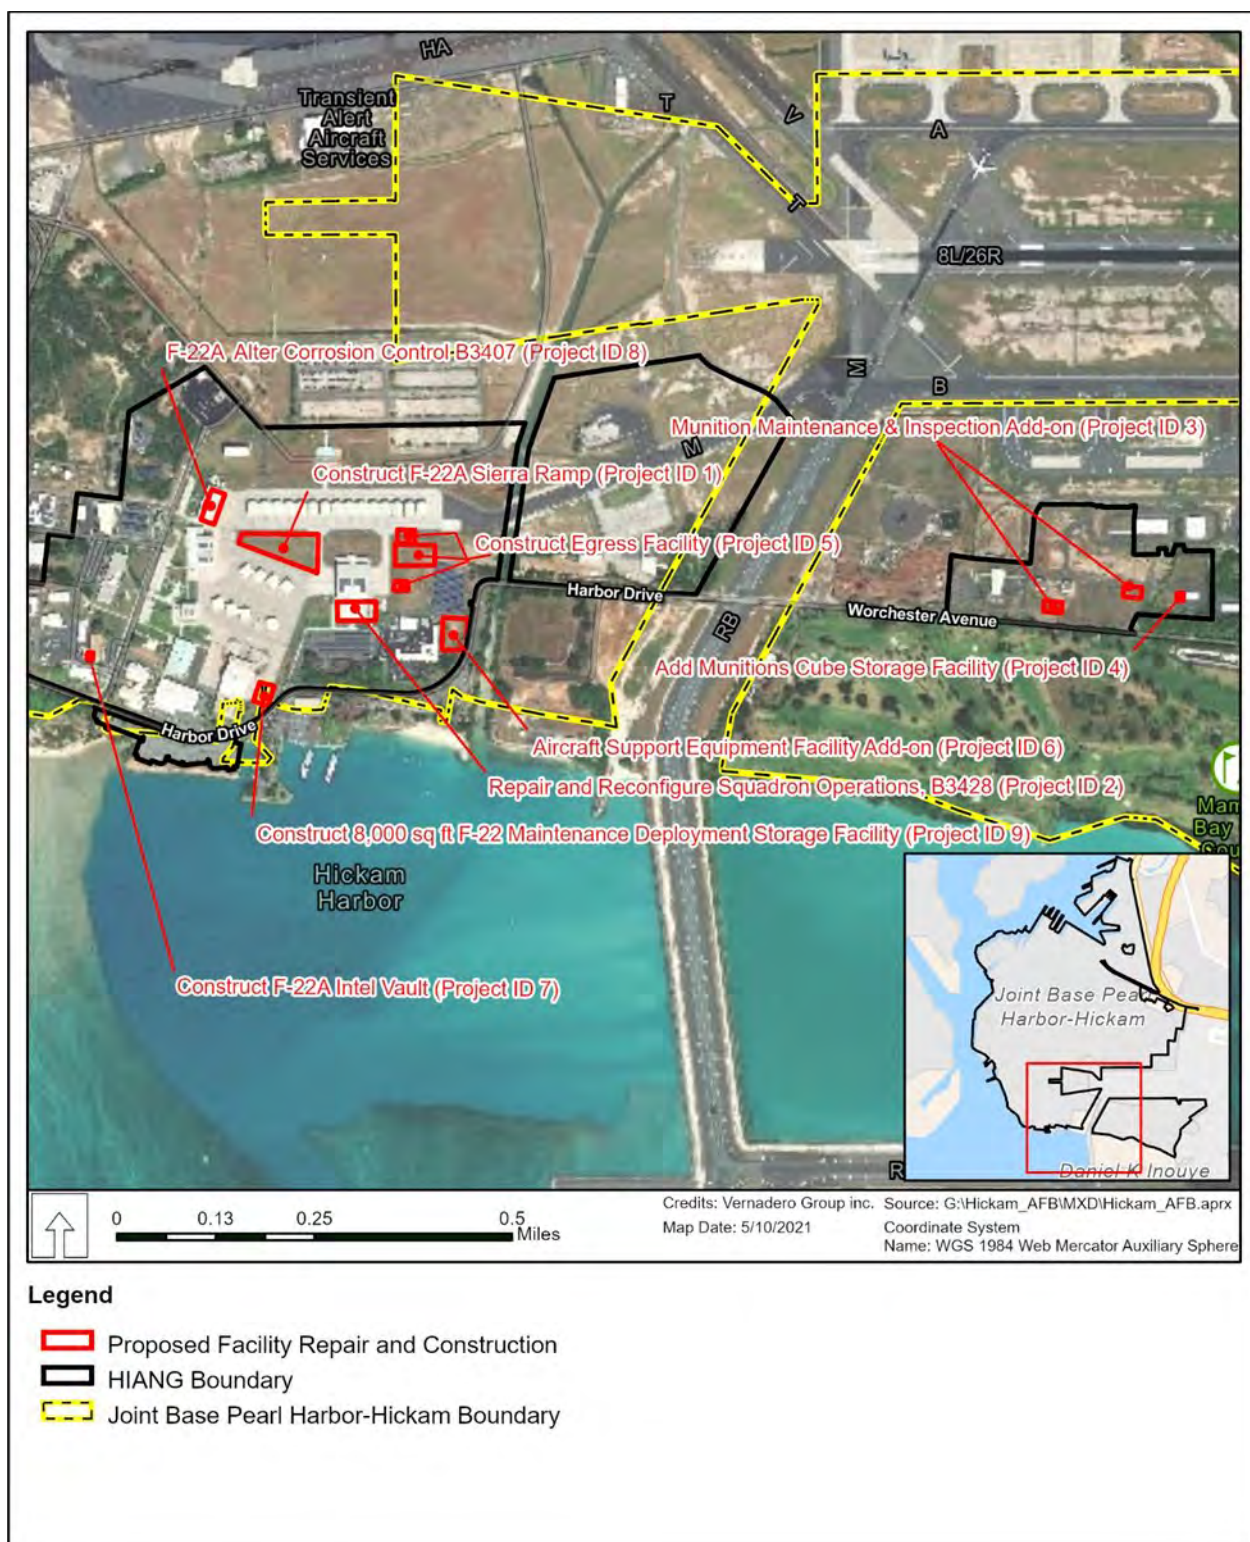 HA
Transient
Alert
Aircraft
Services
T
V
A
T
8L/26R
F-22A Alter Corrosion Control B3407 (Project ID 8)
M
B
Munition Maintenance & Inspection Add-on (Project ID 3)
M
Construct F-22A Sierra Ramp (Project ID 1)
Construct Egress Facility (Project ID 5)
Harbor Drive
Worchester Avenue
RB
Add Munitions Cube Storage Facility (Project ID 4)
Harbor Drive
Aircraft Support Equipment Facility Add-on (Project ID 6)
Repair and Reconfigure Squadron Operations, B3428 (Project ID 2)
Mam
Bay
Construct 8,000 sq ft F-22 Maintenance Deployment Storage Facility (Project ID 9)
Hickam
Harbor
Construct F-22A Intel Vault (Project ID 7)
Joint Base Pearl
Harbor-Hickam
Daniel K Inouye
R
0 0.13 0.25 0.5
Miles
Credits: Vernadero Group inc.
Map Date: 5/10/2021
Source: G:\Hickam_AFB\MXD\Hickam_AFB.aprx
Coordinate System
Name: WGS 1984 Web Mercator Auxiliary Sphere
Legend
Proposed Facility Repair and Construction
HIANG Boundary
Joint Base Pearl Harbor-Hickam Boundary